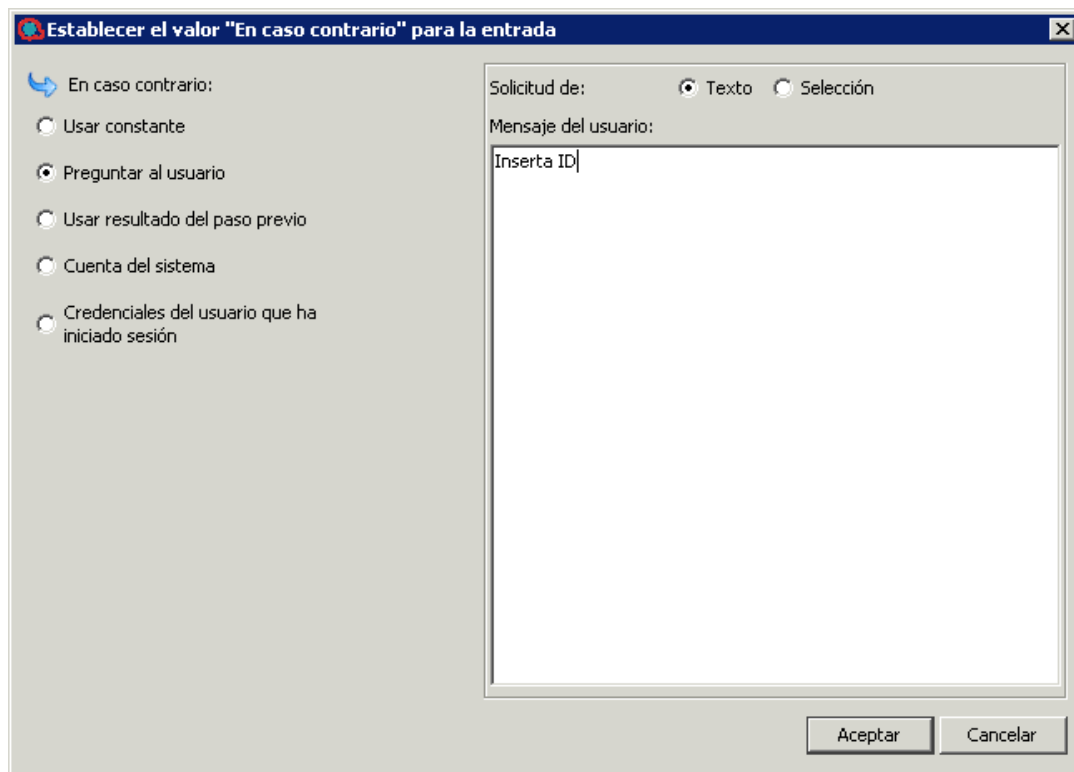 Establecer el valor "En caso contrario" para la entrada
En caso contrario:
Usar constante
Preguntar al usuario
Usar resultado del paso previo
Cuenta del sistema
Credenciales del usuario que ha
iniciado sesión
Solicitud de: Texto Selección
Mensaje del usuario:
Inserta ID
Aceptar Cancelar